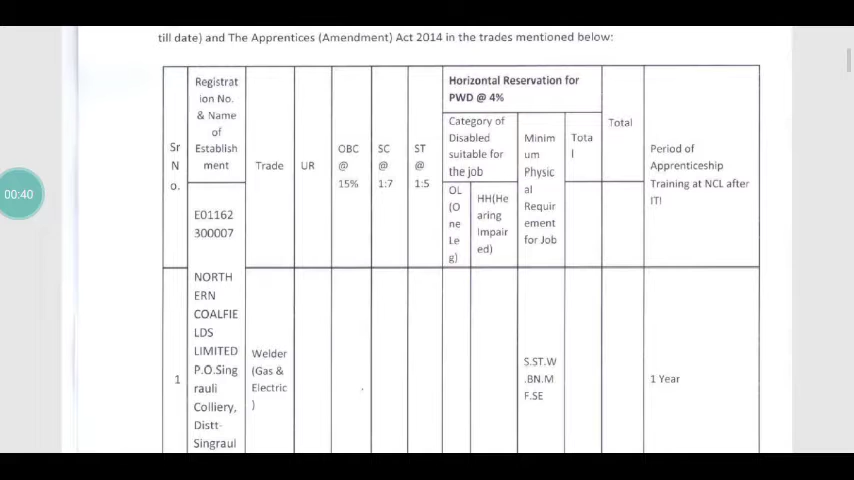 till date) and The Apprentices (Amendment) Act 2014 in the trades mentioned below:
Sr
N
o.
Registrat
ion No.
& Name
of
Establish
ment
E01162
300007
Trade
UR
OBC
@
15%
SC
@
1:7
ST
@
1:5
Horizontal Reservation for
PWD @ 4%
Category of
Disabled
suitable for
the job
OL
(O
ne
Le
g)
HH(He
aring
Impair
ed)
Minim
um
Physic
al
Requir
ement
for Job
Tota
l
Total
Period of
Apprenticeship
Training at NCL after
ITI
1
NORTH
ERN
COALFIE
LDS
LIMITED
P.O.Sing
rauli
Colliery,
Distt-
Singraul
Welder
(Gas &
Electric
)
S.ST.W
.BN.M
F.SE
1 Year
00:40